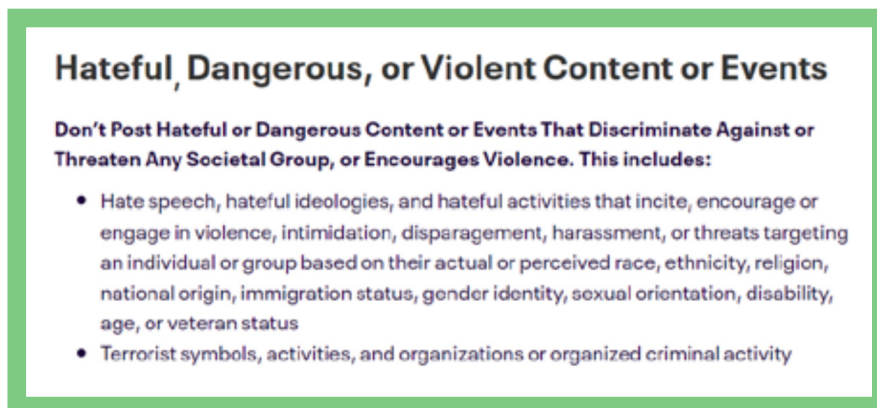 Hateful, Dangerous, or Violent Content or Events
Don't Post Hateful or Dangerous Content or Events That Discriminate Against or
Threaten Any Societal Group, or Encourages Violence. This includes:
• Hate speech, hateful ideologies, and hateful activities that incite, encourage or
engage in violence, intimidation, disparagement, harassment, or threats targeting
an individual or group based on their actual or perceived race, ethnicity, religion,
national origin, immigration status, gender identity, sexual orientation, disability,
age, or veteran status
• Terrorist symbols, activities, and organizations or organized criminal activity